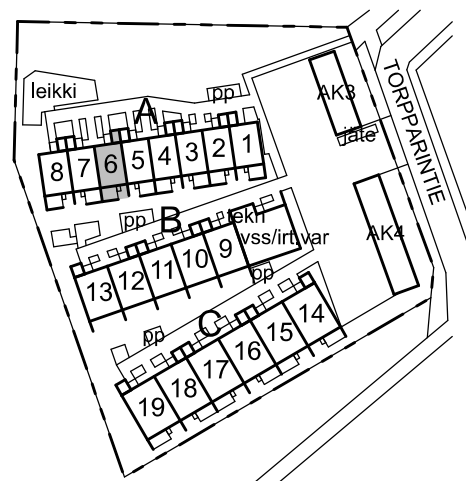 leikki
A
pp
AK3
TORPPARINTIE
jäte
8 7 6 5 4 3 2 1
pp
B
tekn
vss/irt.var
AK4
13 12 11 10 9
pp
C
pp
19 18 17 16 15 14